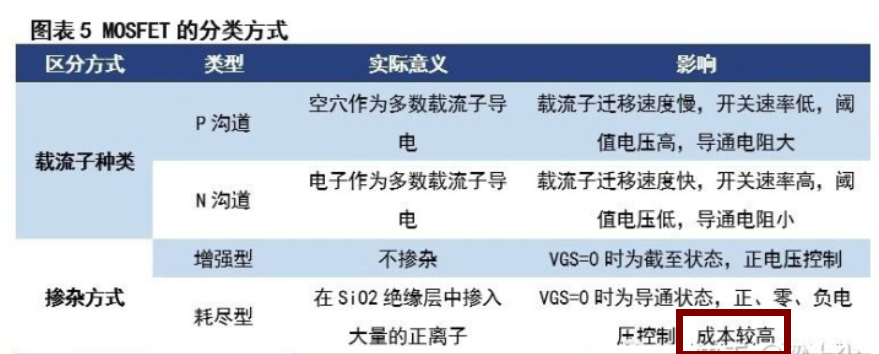 图表 5 MOSFET 的分类方式
区分方式 类型 实际意义 影响
载流子种类
P 沟道
空穴作为多数载流子导
电
载流子迁移速度慢，开关速率低，阈
值电压高，导通电阻大
N 沟道
电子作为多数载流子导
电
载流子迁移速度快，开关速率高，阈
值电压低，导通电阻小
掺杂方式
增强型
不掺杂
VGS=0 时为截至状态，正电压控制
耗尽型
在 SiO2 绝缘层中掺入
大量的正离子
VGS=0 时为导通状态，正、零、负电
压控制 成本较高